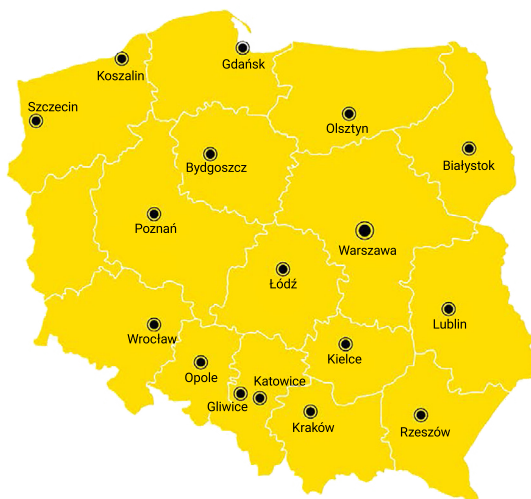 Gdańsk
Koszalin
Szczecin
Olsztyn
Białystok
Bydgoszcz
Poznań
Warszawa
Łódź
Lublin
Wrocław
Kielce
Opole
Katowice
Gliwice
Kraków
Rzeszów